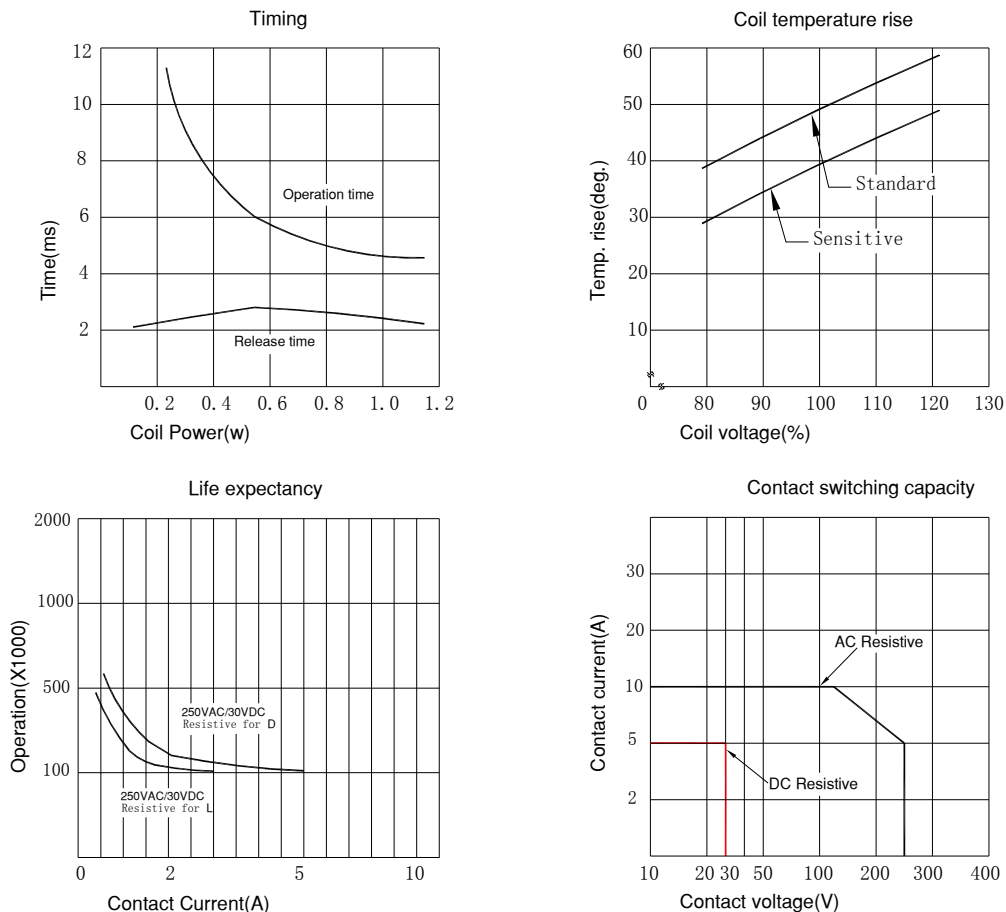 Timing
12
10
8
6
4
2
Time(ms)
Operation time
Release time
0.2 0.4 0.6 0.8 1.0 1.2
Coil Power(w)
Coil temperature rise
60
50
40
30
20
10
Temp. rise(deg.)
Standard
Sensitive
0 80 90 100 110 120 130
Coil voltage(%)
Life expectancy
2000
1000
500
100
Operation(X1000)
250VAC/30VDC
Resistive for D
250VAC/30VDC
Resistive for L
0 2 5 10
Contact Current(A)
Contact switching capacity
30
20
10
5
2
Contact current(A)
AC Resistive
DC Resistive
10 20 30 50 100 200 300 400
Contact voltage(V)